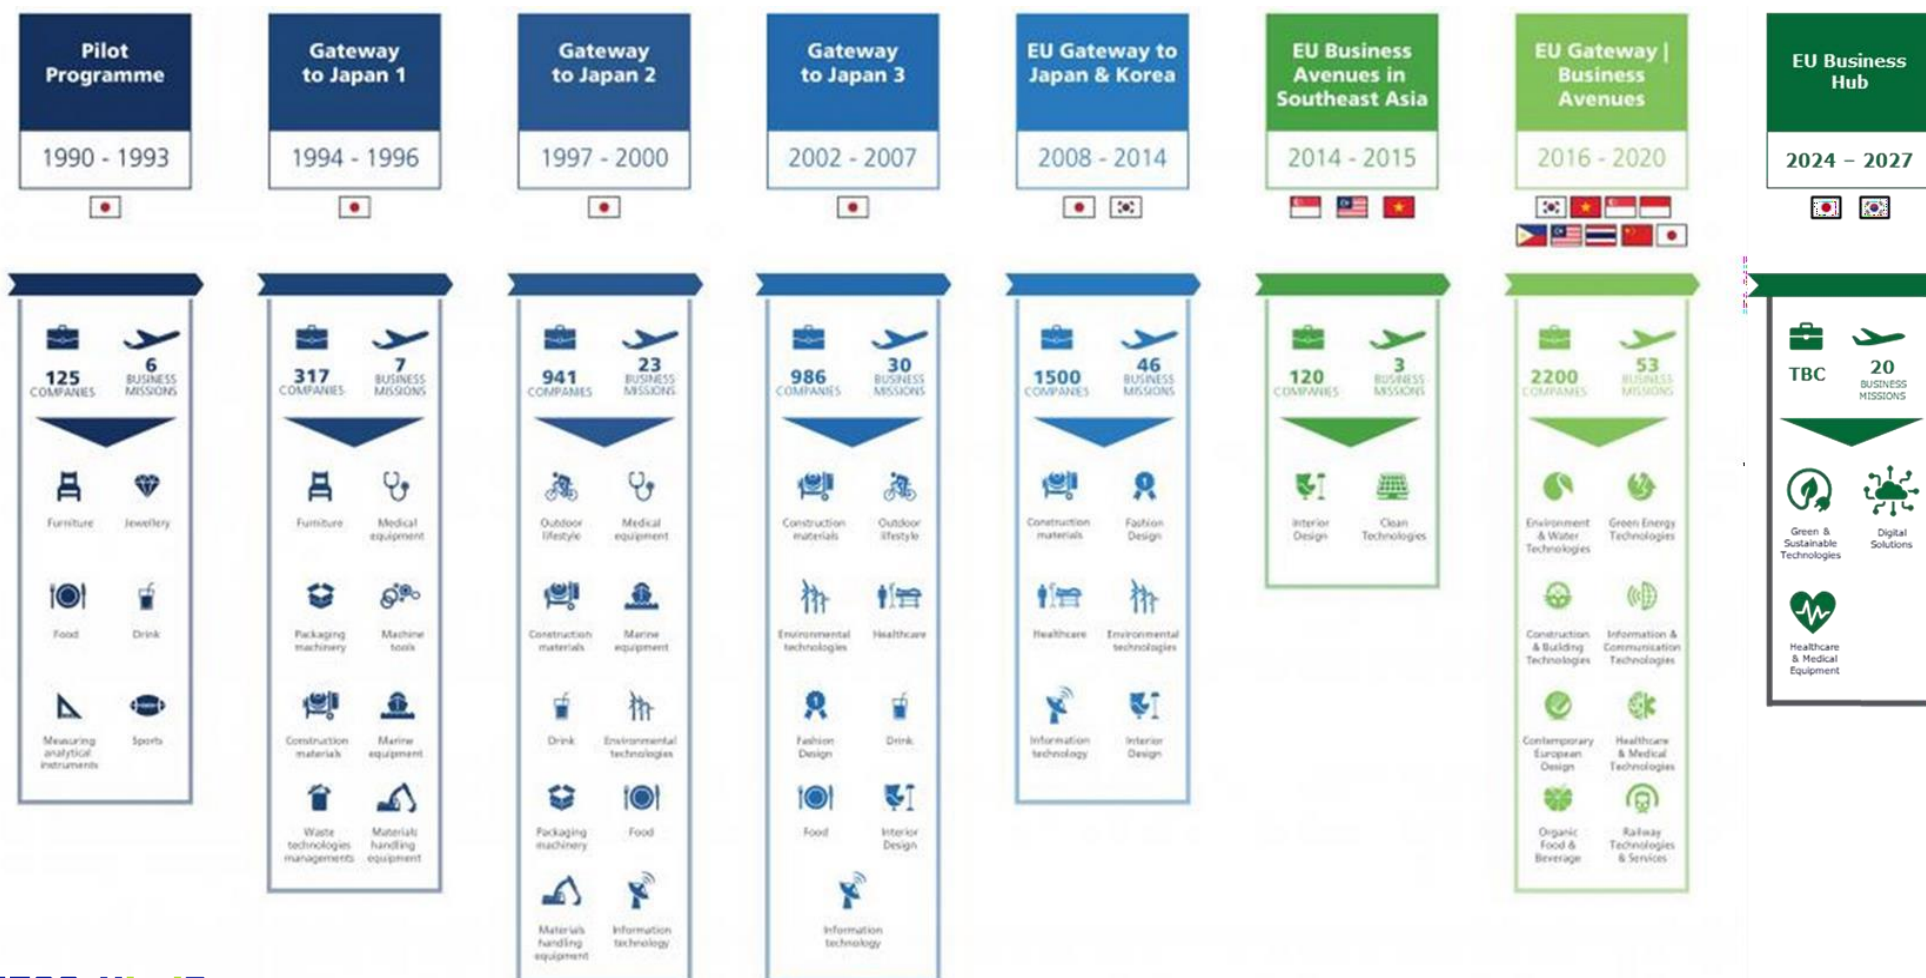 Pilot
Programme
1990 - 1993
6
BUSINESS
MISSIONS
125
COMPANIES
Furniture
Jewellery
Food
Drink
Measuring
analytical
instruments
Sports
Gateway
to Japan 1
1994 - 1996
317
COMPANIES
7
BUSINESS
MISSIONS
Furniture
Medical
equipment
Packaging
machinery
Machine
tools
Construction
materials
Marine
equipment
Waste
technologies
managements
Materials
handling
equipment
Gateway
to Japan 2
1997 - 2000
941
COMPANIES
23
BUSINESS
MISSIONS
Outdoor
lifestyle
Medical
equipment
Construction
materials
Marine
equipment
Drink
Environmental
technologies
Packaging
machinery
Food
Materials
handling
equipment
Information
technology
Gateway
to Japan 3
2002 - 2007
986
COMPANIES
30
BUSINESS
MISSIONS
Construction
materials
Outdoor
lifestyle
Environmental
technologies
Healthcare
Fashion
Design
Drink
Food
Interior
Design
Information
technology
EU Gateway to
Japan & Korea
2008 - 2014
1500
COMPANIES
46
BUSINESS
MISSIONS
Construction
materials
Fashion
Design
Healthcare
Environmental
technologies
Information
technology
Interior
Design
EU Business
Avenues in
Southeast Asia
2014 - 2015
120
COMPANIES
3
BUSINESS
MISSIONS
Interior
Design
Clean
Technologies
EU Gateway |
Business
Avenues
2016 - 2020
2200
COMPANIES
53
BUSINESS
MISSIONS
Environment
& Water
Technologies
Green Energy
Technologies
Construction
& Building
Technologies
Information &
Communication
Technologies
Contemporary
European
Design
Healthcare
& Medical
Technologies
Organic
Food &
Beverage
Railway
Technologies
& Services
EU Business
Hub
2024 – 2027
TBC
20
BUSINESS
MISSIONS
Green &
Sustainable
Technologies
Digital
Solutions
Healthcare
& Medical
Equipment